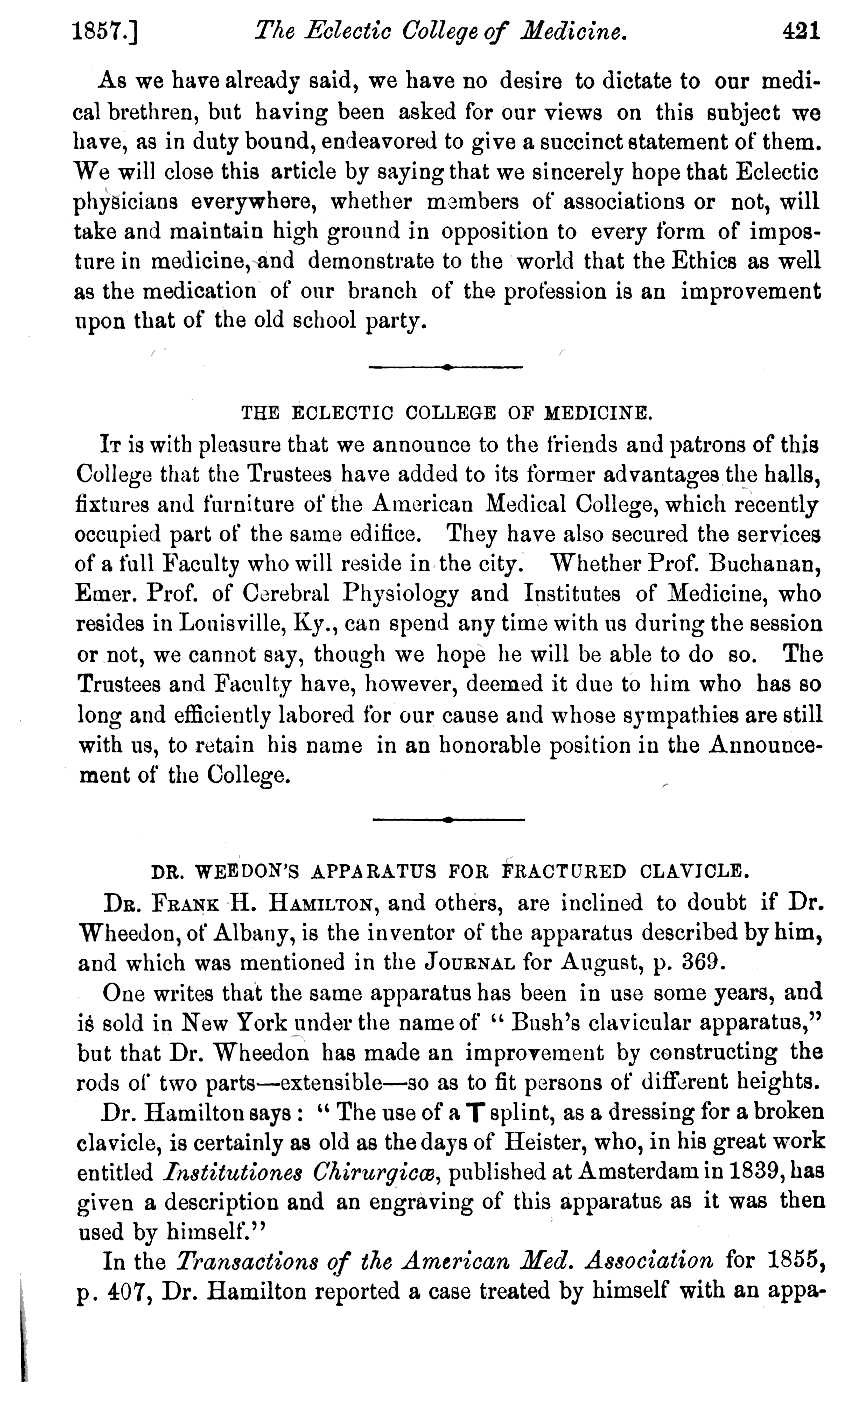 1857.] The Eclectic College of Medicine. 421
As we have already said, we have no desire to dictate to our medi-
cal brethren, but having been asked for our views on this subject we
have, as in duty bound, endeavored to give a succinct statement of them.
We will close this article by saying that we sincerely hope that Eclectic
physicians everywhere, whether members of associations or not, will
take and maintain high ground in opposition to every form of impos-
ture in medicine, and demonstrate to the world that the Ethics as well
as the medication of our branch of the profession is an improvement
upon that of the old school party.
THE ECLECTIC COLLEGE OF MEDICINE.
IT is with pleasure that we announce to the friends and patrons of this
College that the Trustees have added to its former advantages the halls,
fixtures and furniture of the American Medical College, which recently
occupied part of the same edifice. They have also secured the services
of a full Faculty who will reside in the city. Whether Prof. Buchanan,
Emer. Prof. of Cerebral Physiology and Institutes of Medicine, who
resides in Louisville, Ky., can spend any time with us during the session
or not, we cannot say, though we hope he will be able to do so. The
Trustees and Faculty have, however, deemed it due to him who has so
long and efficiently labored for our cause and whose sympathies are still
with us, to retain his name in an honorable position in the Announce-
ment of the College.
DR. WEEDON'S APPARATUS FOR FRACTURED CLAVICLE.
DR. FRANK H. HAMILTON, and others, are inclined to doubt if Dr.
Wheedon, of Albany, is the inventor of the apparatus described by him,
and which was mentioned in the JOURNAL for August, p. 369.
One writes that the same apparatus has been in use some years, and
is sold in New York under the name of "Bush's clavicular apparatus,"
but that Dr. Wheedon has made an improvement by constructing the
rods of two parts—extensible—so as to fit persons of different heights.
Dr. Hamilton says: "The use of a T splint, as a dressing for a broken
clavicle, is certainly as old as the days of Heister, who, in his great work
entitled Institutiones Chirurgicœ, published at Amsterdam in 1839, has
given a description and an engraving of this apparatus as it was then
used by himself."
In the Transactions of the American Med. Association for 1855,
p. 407, Dr. Hamilton reported a case treated by himself with an appa-